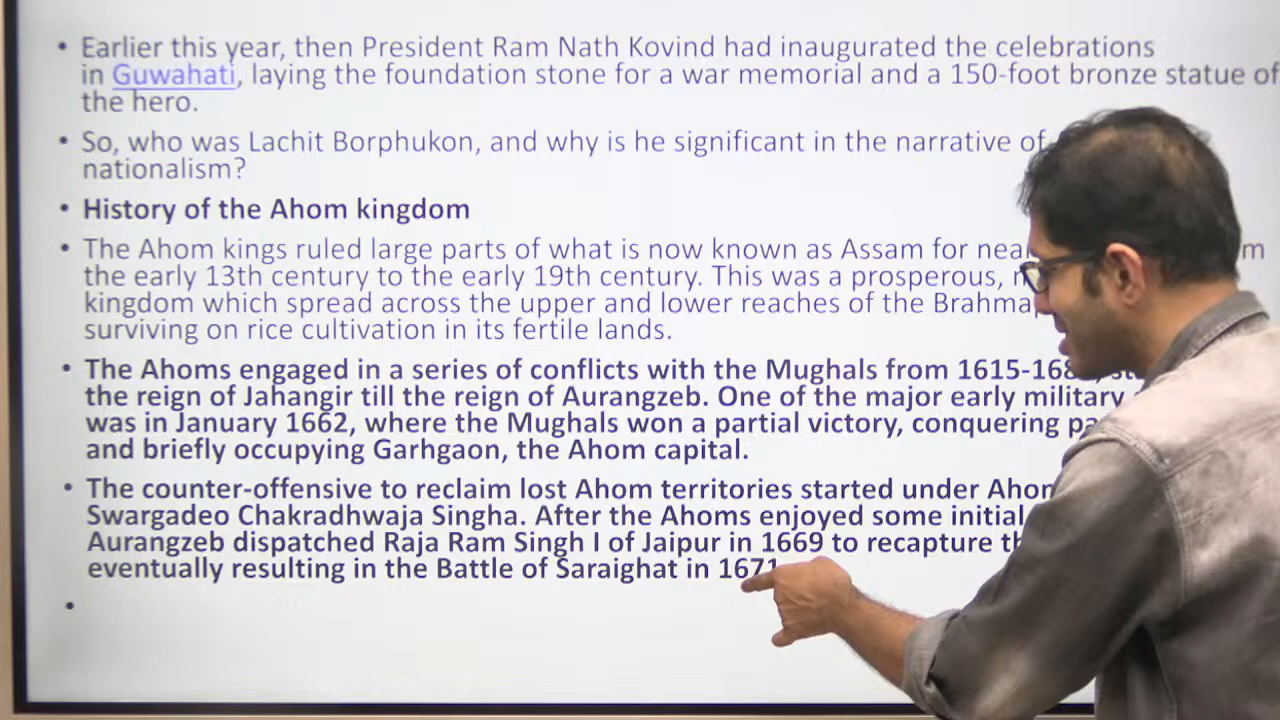 • Earlier this year, then President Ram Nath Kovind had inaugurated the celebrations
in Guwahati, laying the foundation stone for a war memorial and a 150-foot bronze statue of
the hero.
• So, who was Lachit Borphukon, and why is he significant in the narrative of
nationalism?
• History of the Ahom kingdom
• The Ahom kings ruled large parts of what is now known as Assam for
the early 13th century to the early 19th century. This was a prosperous,
kingdom which spread across the upper and lower reaches of the
surviving on rice cultivation in its fertile lands.
• The Ahoms engaged in a series of conflicts with the Mughals from
the reign of Jahangir till the reign of Aurangzeb. One of the major early military
was in January 1662, where the Mughals won a partial victory, conquering
and briefly occupying Garhgaon, the Ahom capital.
• The counter-offensive to reclaim lost Ahom territories started under
Swargadeo Chakradhwaja Singha. After the Ahoms enjoyed some initial
Aurangzeb dispatched Raja Ram Singh I of Jaipur in 1669 to recapture
eventually resulting in the Battle of Saraighat in 1671
•